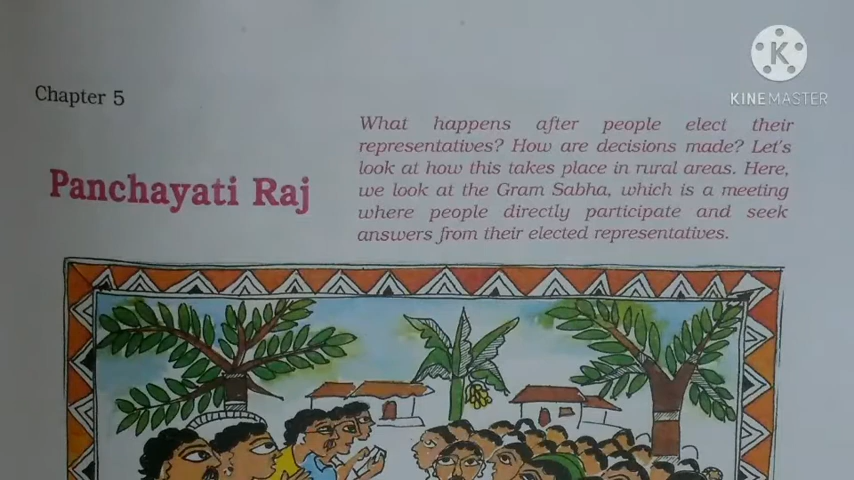 Chapter 5
Panchayati Raj
What happens after people elect their
representatives? How are decisions made? Let's
look at how this takes place in rural areas. Here,
we look at the Gram Sabha, which is a meeting
where people directly participate and seek
answers from their elected representatives.
K
KINEMASTER